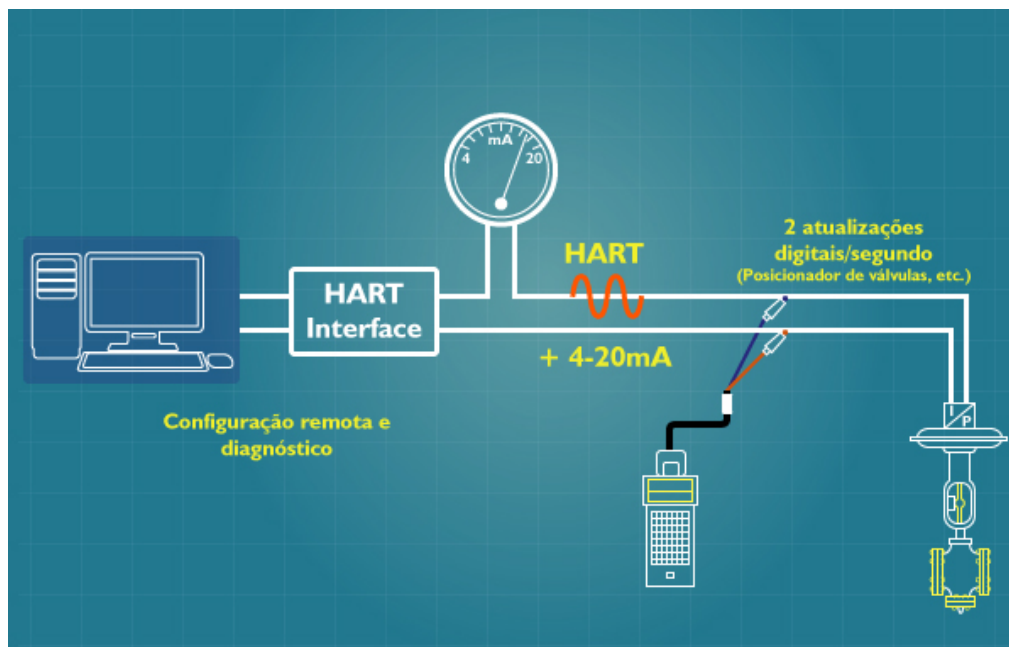 mA
4
20
2 atualizações
digitais/segundo
(Posicionador de válvulas, etc.)
HART
HART
Interface
+ 4-20mA
Configuração remota e
diagnóstico
I
P